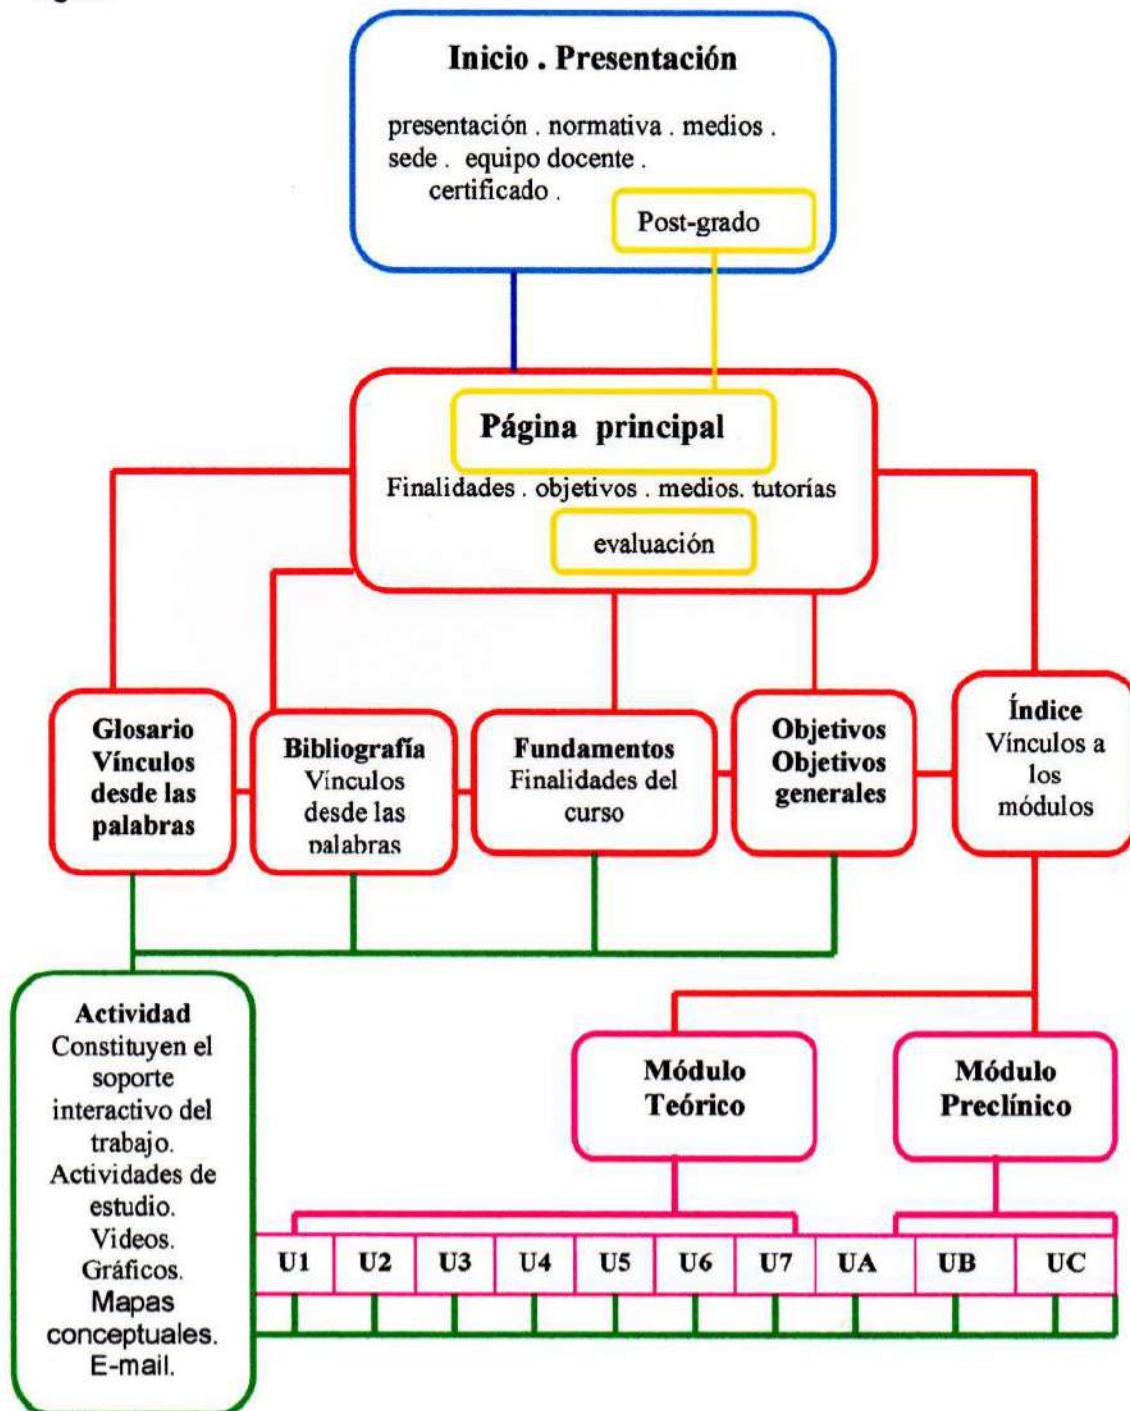 Inicio . Presentación
presentación . normativa . medios .
sede . equipo docente .
certificado .
Post-grado
Página principal
Finalidades . objetivos . medios. tutorías
evaluación
Glosario
Vínculos
desde las
palabras
Bibliografía
Vínculos
desde las
palabras
Fundamentos
Finalidades del
curso
Objetivos
Objetivos
generales
Índice
Vínculos a
los
módulos
Actividad
Constituyen el
soporte
interactivo del
trabajo.
Actividades de
estudio.
Videos.
Gráficos.
Mapas
conceptuales.
E-mail.
Módulo
Teórico
Módulo
Preclínico
U1 U2 U3 U4 U5 U6 U7 UA UB UC